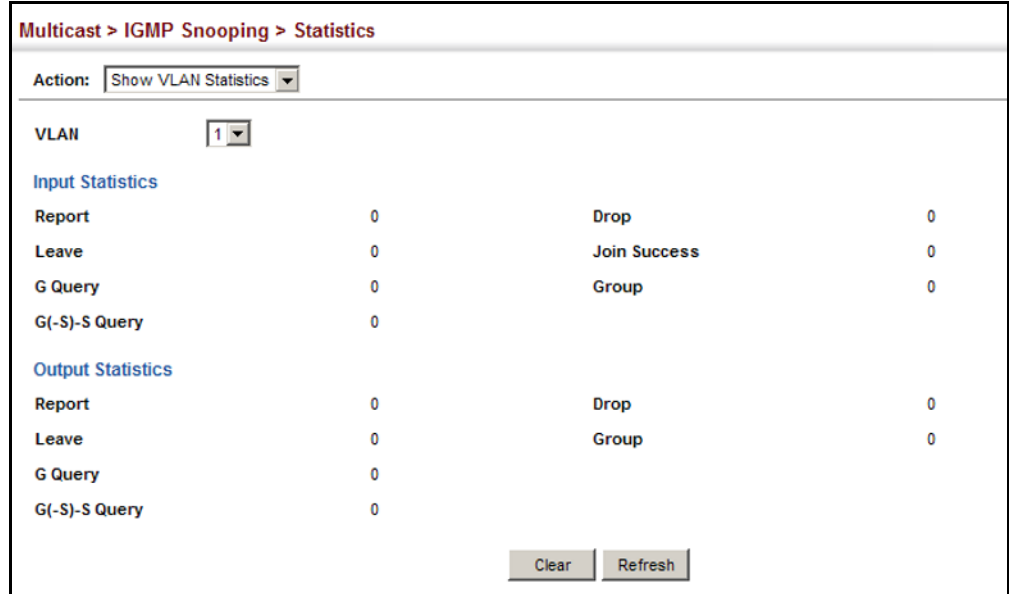 Multicast > IGMP Snooping > Statistics
Action: Show VLAN Statistics
VLAN 1
Input Statistics
Report 0 Drop 0
Leave 0 Join Success 0
G Query 0 Group 0
G(-S)-S Query 0
Output Statistics
Report 0 Drop 0
Leave 0 Group 0
G Query 0
G(-S)-S Query 0
Clear Refresh